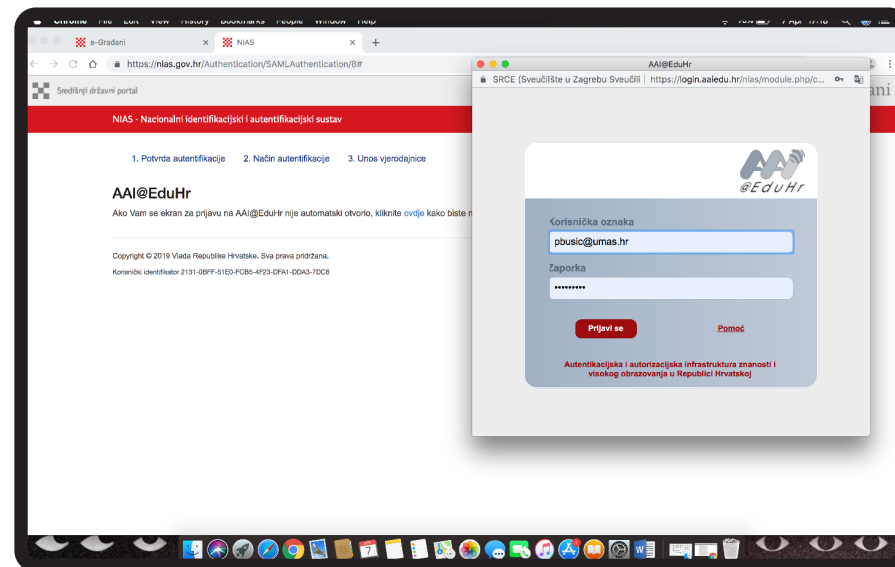 Chrome File Edit View History Bookmarks People Window Help
e-Građani
NIAS
https://nias.gov.hr/Authentication/SAMLAuthentication/8#
Središnji državni portal
NIAS - Nacionalni identifikacijski i autentifikacijski sustav
1. Potvrda autentifikacije 2. Način autentifikacije 3. Unos vjerodajnice
AAI@EduHr
Ako Vam se ekran za prijavu na AAI@EduHr nije automatski otvorio, kliknite ovdje kako biste
Copyright © 2019 Vlada Republike Hrvatske. Sva prava pridržana.
Korisnički identifikator 2131-0BFF-51E0-FCB5-4F23-DFA1-DDA3-7DC6
AAI@EduHr
SRCE (Sveučilište u Zagrebu Sveučili https://login.aaiedu.hr/nias/module.php/c...
AAI
@EduHr
Korisnička oznaka
pbusic@umas.hr
Zaporka
•••••••••
Prijavi se
Pomoć
Autentikacijska i autorizacijska infrastruktura znanosti i
visokog obrazovanja u Republici Hrvatskoj